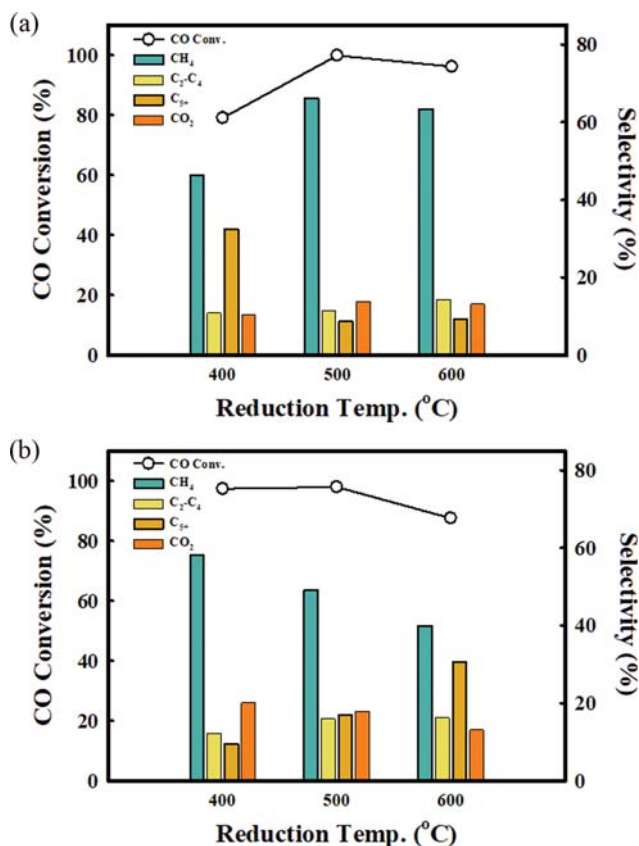 (a)
CO Conv.
CH₄
C₂-C₄
C₅₊
CO₂
CO Conversion (%)
100
80
60
40
20
0
80
60
40
20
0
Selectivity (%)
400 500 600
Reduction Temp. (°C)
(b)
CO Conv.
CH₄
C₂-C₄
C₅₊
CO₂
CO Conversion (%)
100
80
60
40
20
0
80
60
40
20
0
Selectivity (%)
400 500 600
Reduction Temp. (°C)